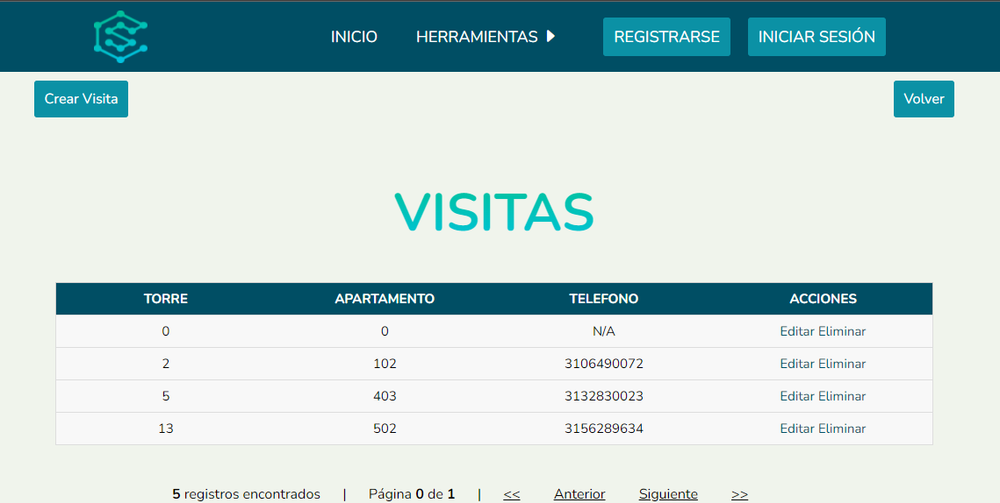 INICIO HERRAMIENTAS REGISTRARSE INICIAR SESIÓN
Crear Visita Volver
VISITAS
TORRE APARTAMENTO TELEFONO ACCIONES
0 0 N/A Editar Eliminar
2 102 3106490072 Editar Eliminar
5 403 3132830023 Editar Eliminar
13 502 3156289634 Editar Eliminar
5 registros encontrados | Página 0 de 1 | << Anterior Siguiente >>